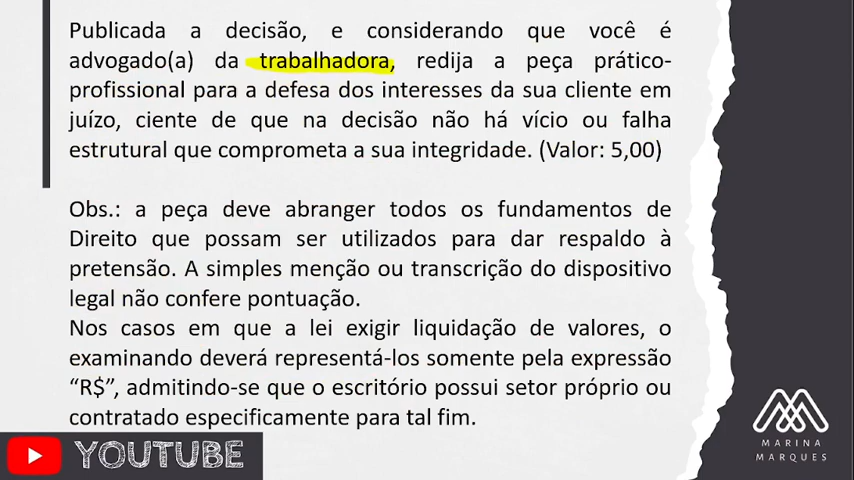 Publicada a decisão, e considerando que você é
advogado(a) da trabalhadora, redija a peça prático-
profissional para a defesa dos interesses da sua cliente em
juízo, ciente de que na decisão não há vício ou falha
estrutural que comprometa a sua integridade. (Valor: 5,00)
Obs.: a peça deve abranger todos os fundamentos de
Direito que possam ser utilizados para dar respaldo à
pretensão. A simples menção ou transcrição do dispositivo
legal não confere pontuação.
Nos casos em que a lei exigir liquidação de valores, o
examinando deverá representá-los somente pela expressão
“R$”, admitindo-se que o escritório possui setor próprio ou
contratado especificamente para tal fim.
YOUTUBE
MARINA
MARQUES